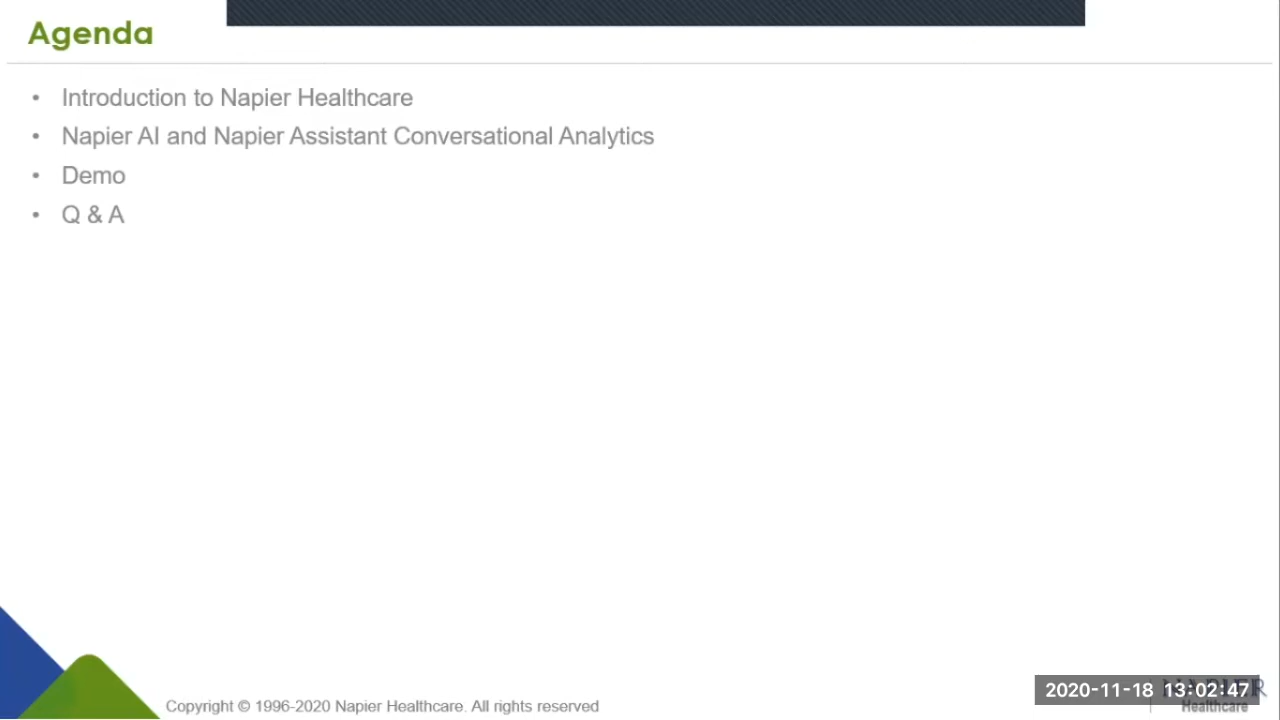 Agenda
• Introduction to Napier Healthcare
• Napier AI and Napier Assistant Conversational Analytics
• Demo
• Q & A
Copyright © 1996-2020 Napier Healthcare. All rights reserved
2020-11-18 13:02:47
Healthcare